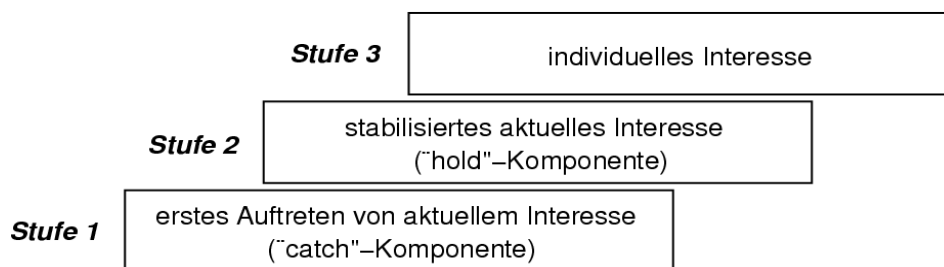 Stufe 3
individuelles Interesse
Stufe 2
stabilisiertes aktuelles Interesse
(¨hold"–Komponente)
Stufe 1
erstes Auftreten von aktuellem Interesse
(¨catch"–Komponente)